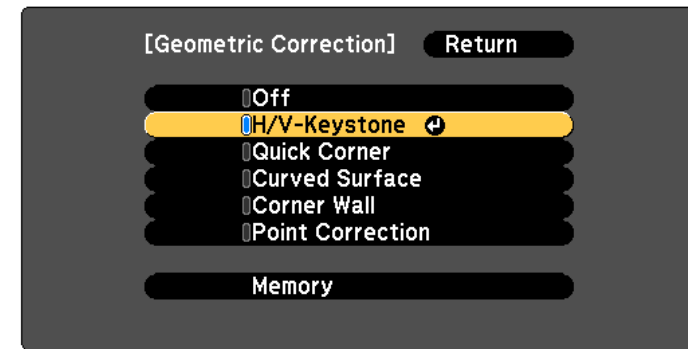 [Geometric Correction] Return
Off
H/V-Keystone
Quick Corner
Curved Surface
Corner Wall
Point Correction
Memory